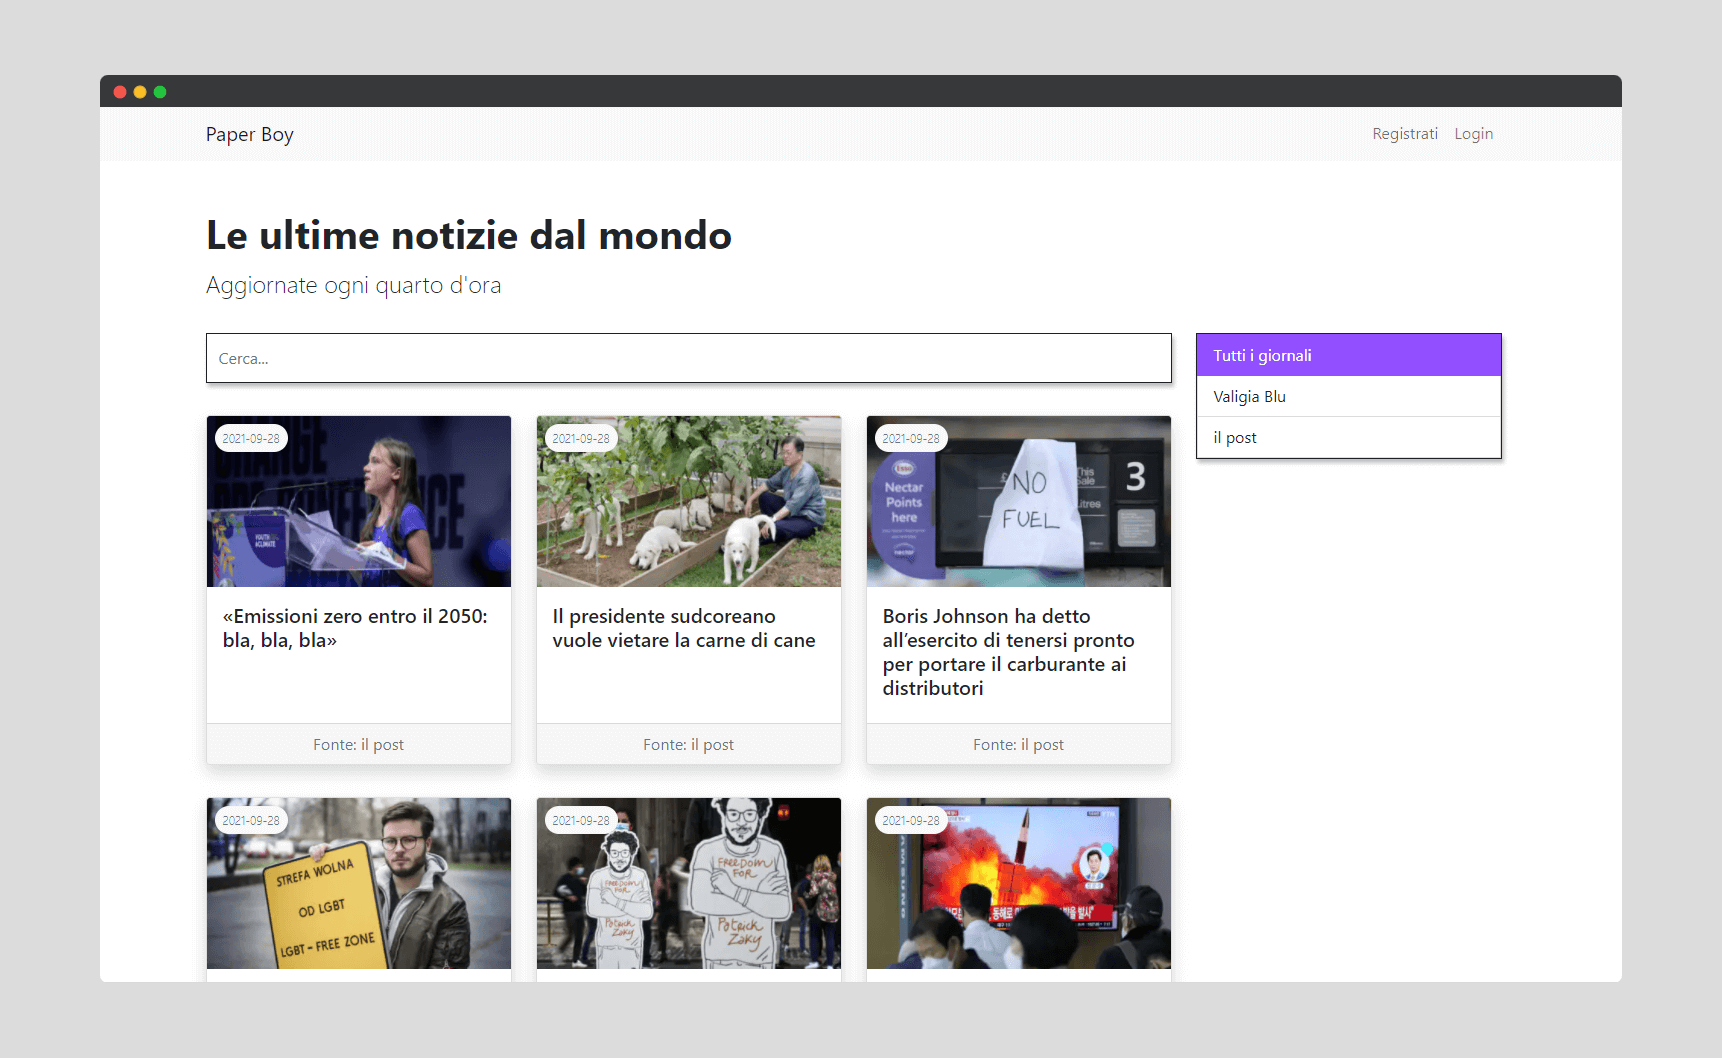 Paper Boy
Registrati Login
Le ultime notizie dal mondo
Aggiornate ogni quarto d'ora
Cerca...
Tutti i giornali
Valigia Blu
il post
2021-09-28
YOUTH
CLIMATE
«Emissioni zero entro il 2050:
bla, bla, bla»
Fonte: il post
2021-09-28
Il presidente sudcoreano
vuole vietare la carne di cane
Fonte: il post
2021-09-28
Esso
Nectar
Points
here
NO
FUEL
This
Sale
Litres
3
Boris Johnson ha detto
all’esercito di tenersi pronto
per portare il carburante ai
distributori
Fonte: il post
2021-09-28
STREFA WOLNA
OD LGBT
LGBT-FREE ZONE
2021-09-28
FREEDOM
FOR
Patrick
Zaky
FREEDOM
FOR
Patrick
Zaky
2021-09-28